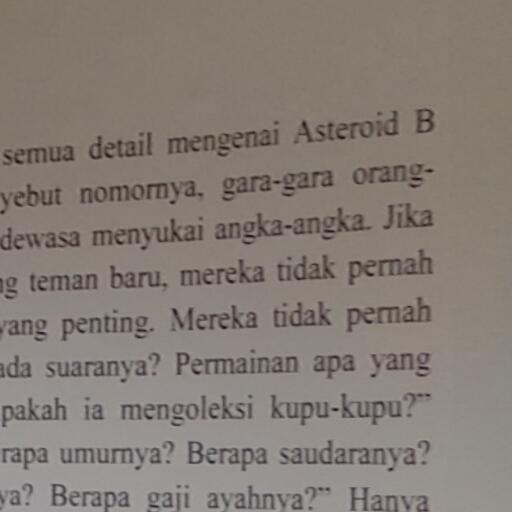 semua detail mengenai Asteroid B
yebut nomornya, gara-gara orang-
dewasa menyukai angka-angka. Jika
ng teman baru, mereka tidak pernah
yang penting. Mereka tidak pernah
ada suaranya? Permainan apa yang
pakah ia mengoleksi kupu-kupu?”
rapa umurnya? Berapa saudaranya?
ya? Berapa gaji ayahnya?” Hanya